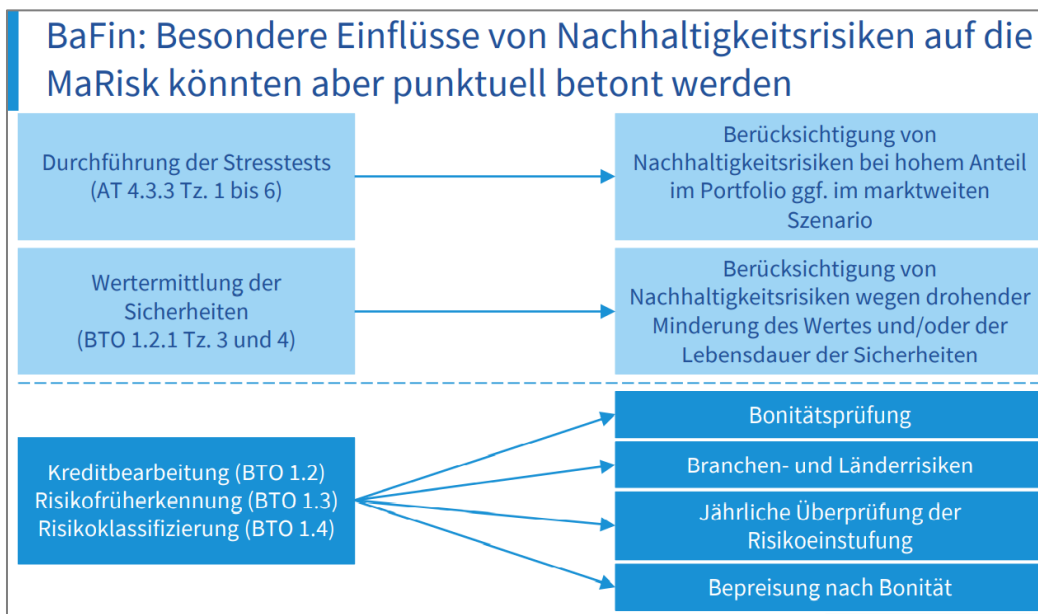 BaFin: Besondere Einflüsse von Nachhaltigkeitsrisiken auf die
MaRisk könnten aber punktuell betont werden
Durchführung der Stresstests
(AT 4.3.3 Tz. 1 bis 6)
Berücksichtigung von
Nachhaltigkeitsrisiken bei hohem Anteil
im Portfolio ggf. im marktweiten
Szenario
Wertermittlung der
Sicherheiten
(BTO 1.2.1 Tz. 3 und 4)
Berücksichtigung von
Nachhaltigkeitsrisiken wegen drohender
Minderung des Wertes und/oder der
Lebensdauer der Sicherheiten
Kreditbearbeitung (BTO 1.2)
Risikofrüherkennung (BTO 1.3)
Risikoklassifizierung (BTO 1.4)
Bonitätsprüfung
Branchen- und Länderrisiken
Jährliche Überprüfung der
Risikoeinstufung
Bepreisung nach Bonität